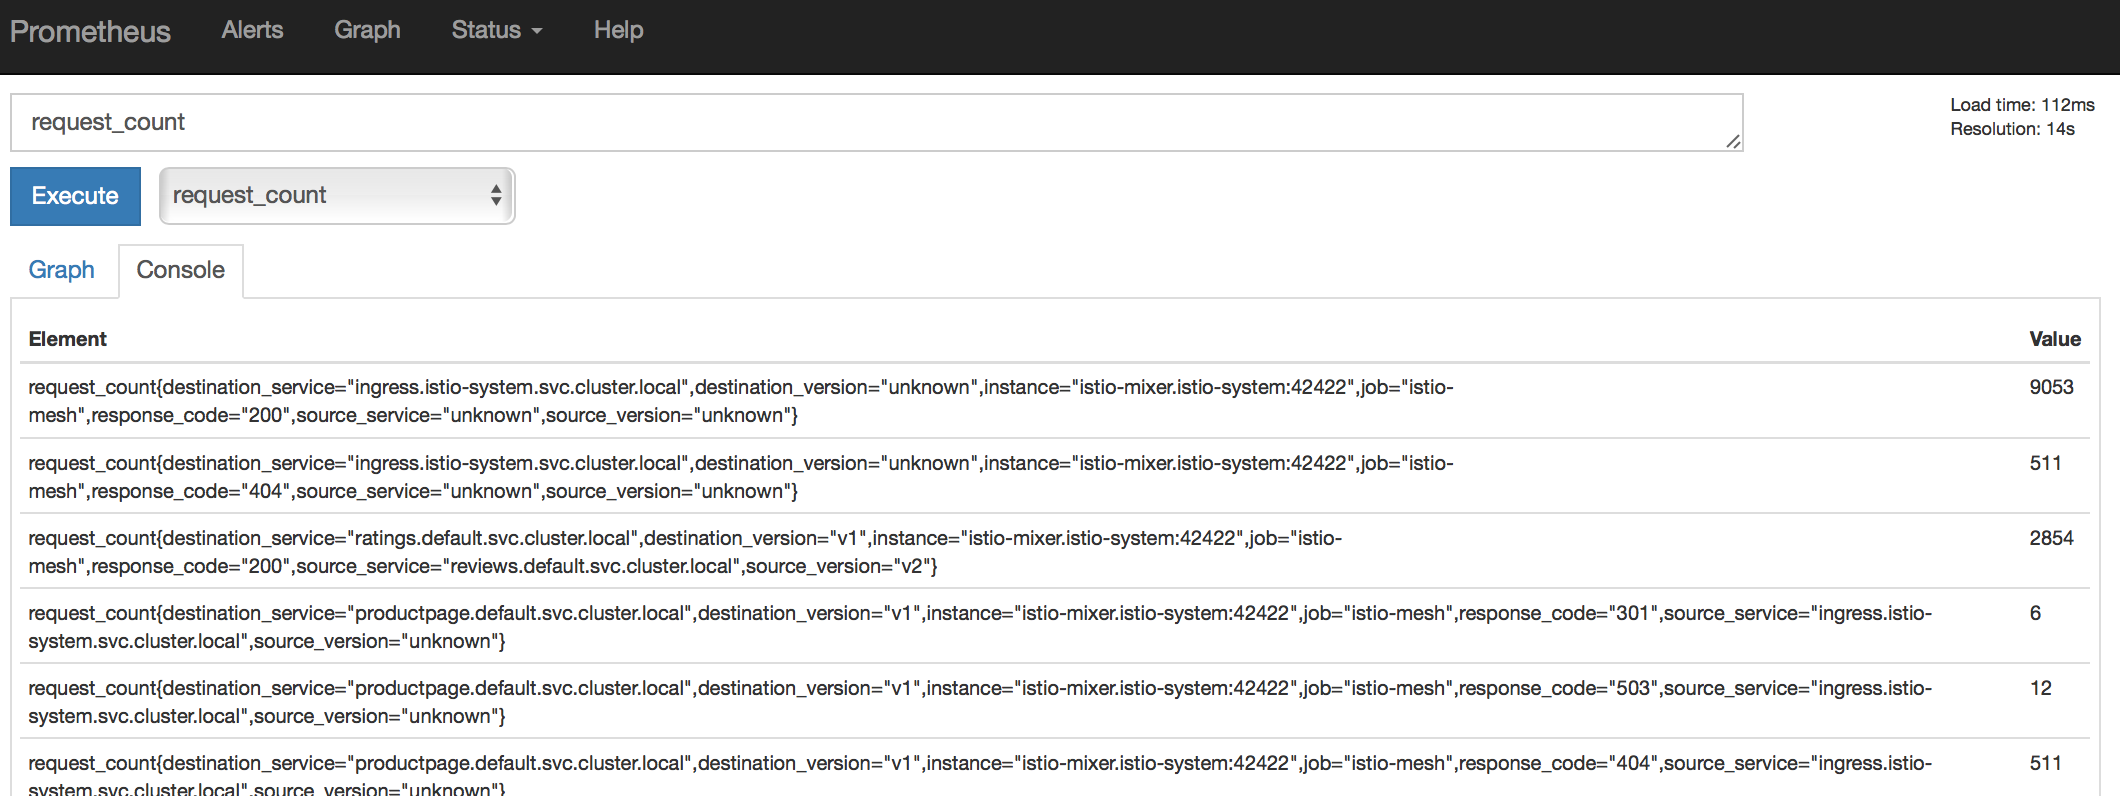 Prometheus Alerts Graph Status Help
request_count
Load time: 112ms
Resolution: 14s
Execute request_count
Graph Console
Element Value
request_count{destination_service="ingress.istio-system.svc.cluster.local",destination_version="unknown",instance="istio-mixer.istio-system:42422",job="istio- 9053
mesh",response_code="200",source_service="unknown",source_version="unknown"}
request_count{destination_service="ingress.istio-system.svc.cluster.local",destination_version="unknown",instance="istio-mixer.istio-system:42422",job="istio- 511
mesh",response_code="404",source_service="unknown",source_version="unknown"}
request_count{destination_service="ratings.default.svc.cluster.local",destination_version="v1",instance="istio-mixer.istio-system:42422",job="istio- 2854
mesh",response_code="200",source_service="reviews.default.svc.cluster.local",source_version="v2"}
request_count{destination_service="productpage.default.svc.cluster.local",destination_version="v1",instance="istio-mixer.istio-system:42422",job="istio-mesh",response_code="301",source_service="ingress.istio- 6
system.svc.cluster.local",source_version="unknown"}
request_count{destination_service="productpage.default.svc.cluster.local",destination_version="v1",instance="istio-mixer.istio-system:42422",job="istio-mesh",response_code="503",source_service="ingress.istio- 12
system.svc.cluster.local",source_version="unknown"}
request_count{destination_service="productpage.default.svc.cluster.local",destination_version="v1",instance="istio-mixer.istio-system:42422",job="istio-mesh",response_code="404",source_service="ingress.istio- 511
system.svc.cluster.local",source_version="unknown"}